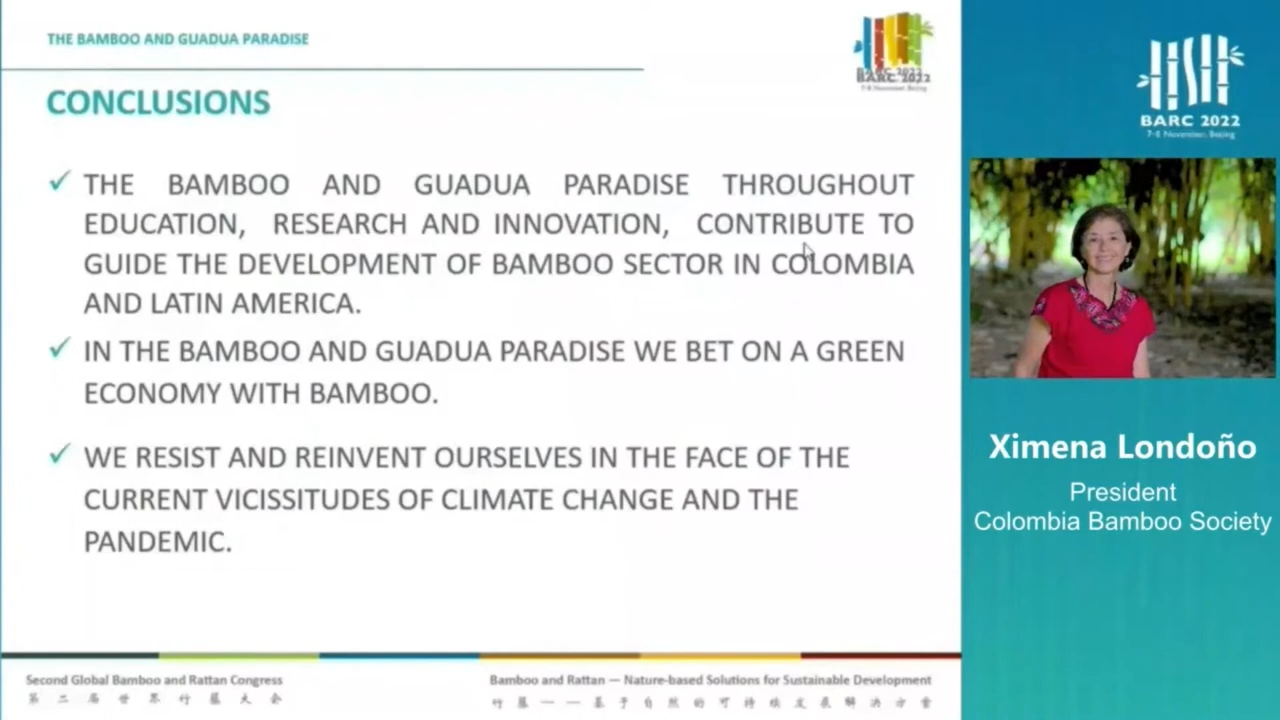 THE BAMBOO AND GUADUA PARADISE
BARC 2022
7-8 November, Beijing
CONCLUSIONS
✓ THE BAMBOO AND GUADUA PARADISE THROUGHOUT
EDUCATION, RESEARCH AND INNOVATION, CONTRIBUTE TO
GUIDE THE DEVELOPMENT OF BAMBOO SECTOR IN COLOMBIA
AND LATIN AMERICA.
✓ IN THE BAMBOO AND GUADUA PARADISE WE BET ON A GREEN
ECONOMY WITH BAMBOO.
✓ WE RESIST AND REINVENT OURSELVES IN THE FACE OF THE
CURRENT VICISSITUDES OF CLIMATE CHANGE AND THE
PANDEMIC.
Second Global Bamboo and Rattan Congress
第二届世界竹藤大会
Bamboo and Rattan — Nature-based Solutions for Sustainable Development
竹藤——基于自然的可持续发展解决方案
BARC 2022
7-8 November, Beijing
Ximena Londoño
President
Colombia Bamboo Society